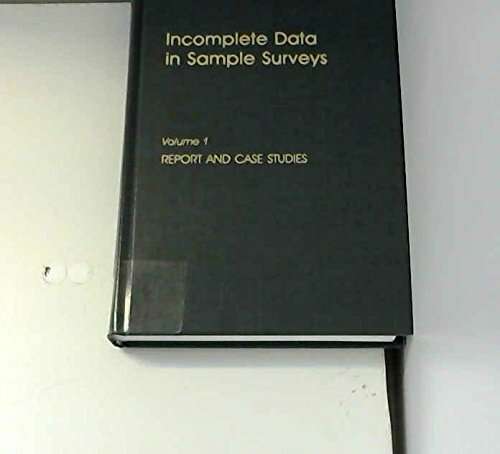 Incomplete Data
in Sample Surveys
Volume 1
REPORT AND CASE STUDIES